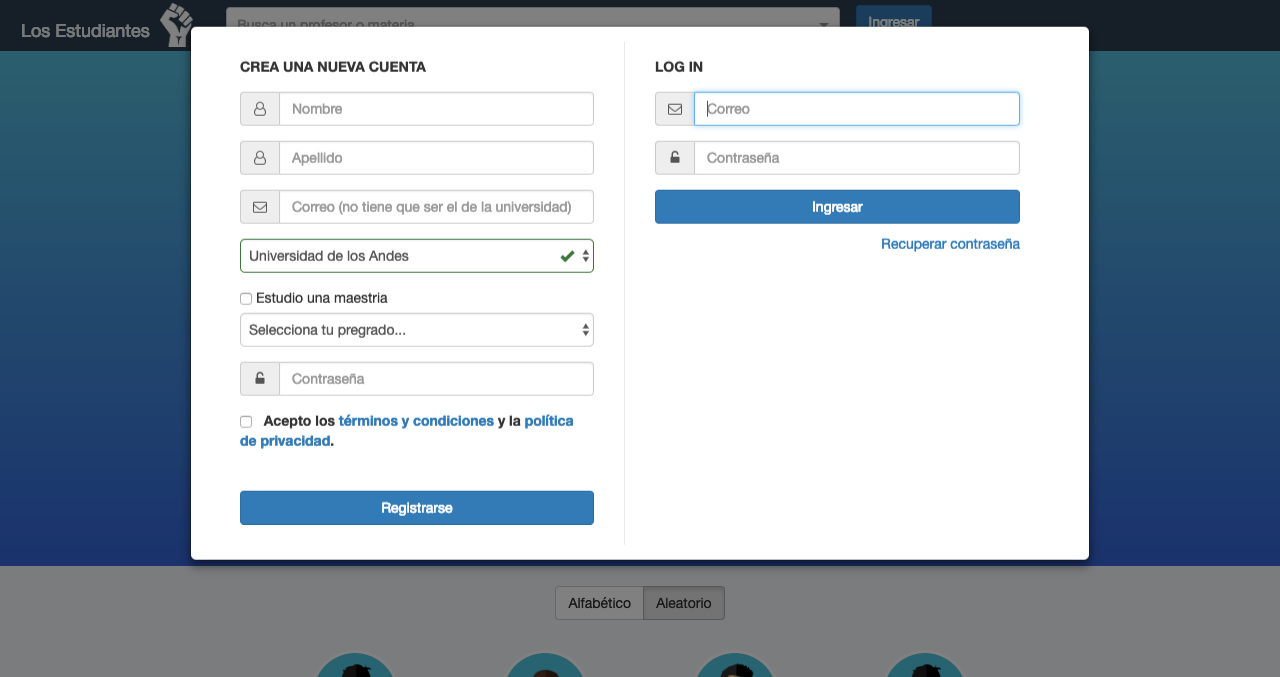 Los Estudiantes
Busca un profesor o materia
Ingresar
CREA UNA NUEVA CUENTA
Nombre
Apellido
Correo (no tiene que ser el de la universidad)
Universidad de los Andes
Estudio una maestria
Selecciona tu pregrado...
Contraseña
Acepto los términos y condiciones y la política
de privacidad.
Registrarse
LOG IN
Correo
Contraseña
Ingresar
Recuperar contraseña
Alfabético
Aleatorio